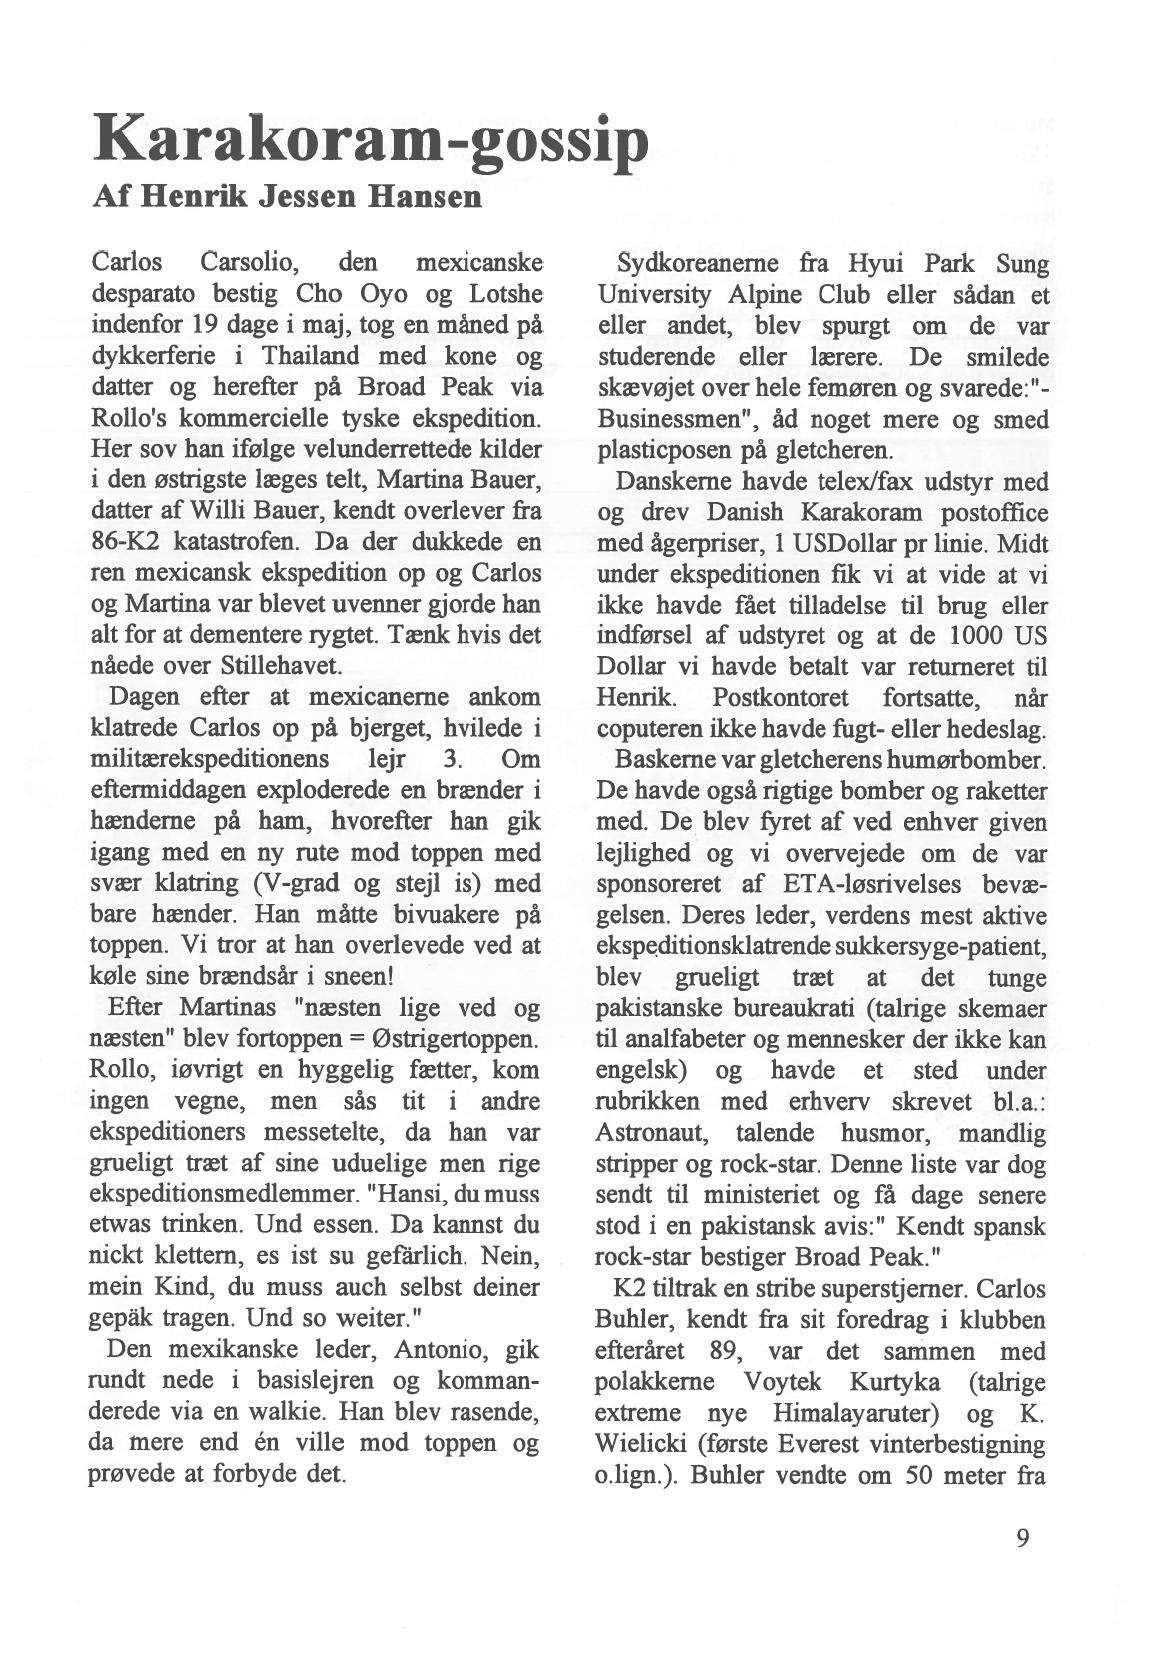 Karakoram-gossip
Af Henrik Jessen Hansen
Carlos Carsolio, den mexicanske
desparato bestig Cho Oyo og Lotshe
indenfor 19 dage i maj, tog en måned på
dykkerferie i Thailand med kone og
datter og herefter på Broad Peak via
Rollo's kommercielle tyske ekspedition.
Her sov han ifølge velunderrettede kilder
i den østrigste læges telt, Martina Bauer,
datter af Willi Bauer, kendt overlever fra
86-K2 katastrofen. Da der dukkede en
ren mexicansk ekspedition op og Carlos
og Martina var blevet uvenner gjorde han
alt for at dementere rygtet. Tænk hvis det
nåede over Stillehavet.
Dagen efter at mexicanerne ankom
klatrede Carlos op på bjerget, hvilede i
militærekspeditionens lejr 3. Om
eftermiddagen exploderede en brænder i
hænderne på ham, hvorefter han gik
igang med en ny rute mod toppen med
svær klatring (V-grad og stejl is) med
bare hænder. Han måtte bivuakere på
toppen. Vi tror at han overlevede ved at
køle sine brændsår i sneen!
Efter Martinas "næsten lige ved og
næsten" blev fortoppen = Østrigertoppen.
Rollo, iøvrigt en hyggelig fætter, kom
ingen vegne, men sås tit i andre
ekspeditioners messetelte, da han var
grueligt træt af sine uduelige men rige
ekspeditionsmedlemmer. "Hansi, du muss
etwas trinken. Und essen. Da kannst du
nickt klettern, es ist su gefärlich. Nein,
mein Kind, du muss auch selbst deiner
gepäk tragen. Und so weiter."
Den mexikanske leder, Antonio, gik
rundt nede i basislejren og komman-
derede via en walkie. Han blev rasende,
da mere end én ville mod toppen og
prøvede at forbyde det.
Sydkoreanerne fra Hyui Park Sung
University Alpine Club eller sådan et
eller andet, blev spurgt om de var
studerende eller lærere. De smilede
skævøjet over hele femøren og svarede:"-
Businessmen", åd noget mere og smed
plasticposen på gletcheren.
Danskerne havde telex/fax udstyr med
og drev Danish Karakoram postoffice
med ågerpriser, 1 USDollar pr linie. Midt
under ekspeditionen fik vi at vide at vi
ikke havde fået tilladelse til brug eller
indførsel af udstyret og at de 1000 US
Dollar vi havde betalt var returneret til
Henrik. Postkontoret fortsatte, når
coputeren ikke havde fugt- eller hedeslag.
Baskerne var gletcherens humørbomber.
De havde også rigtige bomber og raketter
med. De blev fyret af ved enhver given
lejlighed og vi overvejede om de var
sponsoreret af ETA-løsrivelses bevæ-
gelsen. Deres leder, verdens mest aktive
ekspeditionsklatrende sukkersyge-patient,
blev grueligt træt at det tunge
pakistanske bureaukrati (talrige skemaer
til analfabeter og mennesker der ikke kan
engelsk) og havde et sted under
rubrikken med erhverv skrevet bl.a.:
Astronaut, talende husmor, mandlig
stripper og rock-star. Denne liste var dog
sendt til ministeriet og få dage senere
stod i en pakistansk avis:" Kendt spansk
rock-star bestiger Broad Peak."
K2 tiltrak en stribe superstjerner. Carlos
Buhler, kendt fra sit foredrag i klubben
efteråret 89, var det sammen med
polakkerne Voytek Kurtyka (talrige
extreme nye Himalayaruter) og K.
Wielicki (første Everest vinterbestigning
o.lign.). Buhler vendte om 50 meter fra
9